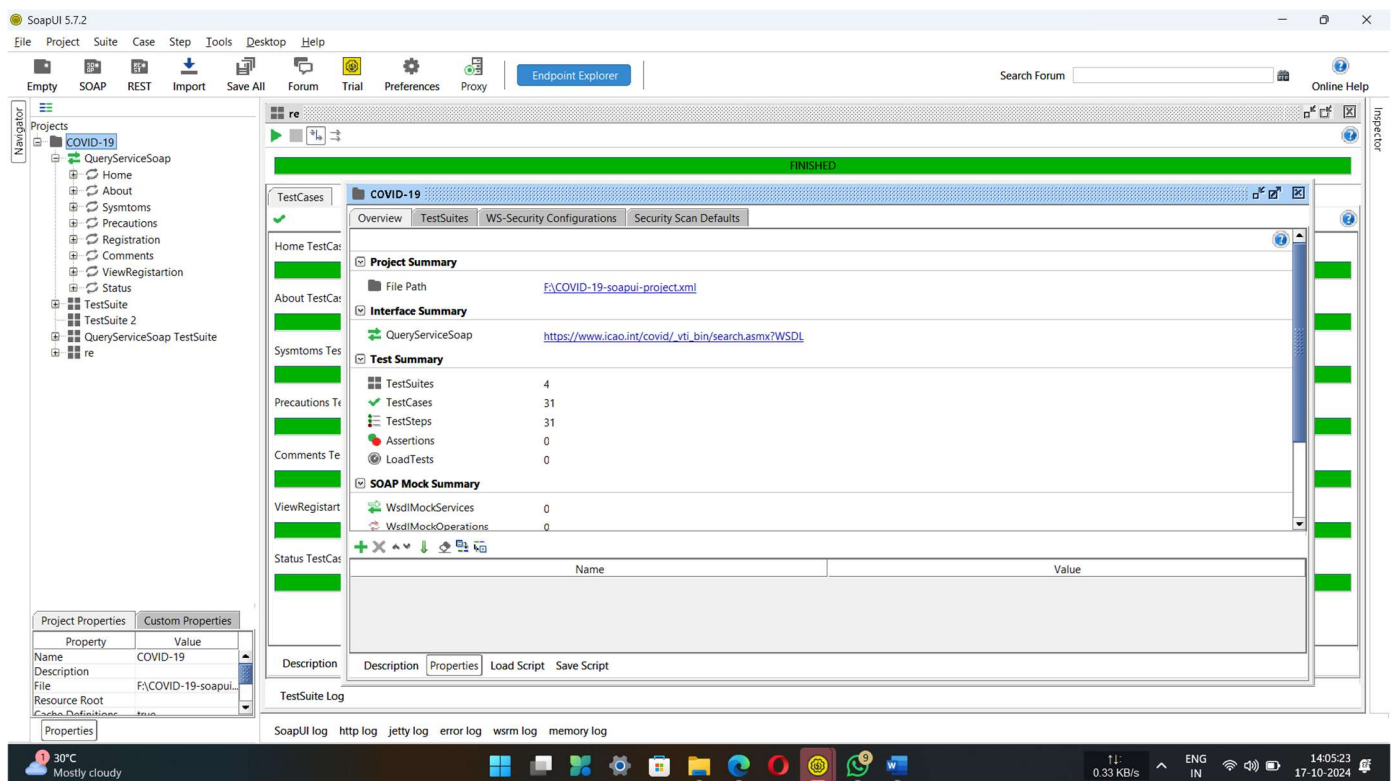 SoapUI 5.7.2
File Project Suite Case Step Tools Desktop Help
Empty SOAP REST Import Save All Forum Trial Preferences Proxy Endpoint Explorer Search Forum Online Help
Navigator
Inspector
Projects
COVID-19
QueryServiceSoap
Home
About
Sysmtoms
Precautions
Registration
Comments
ViewRegistartion
Status
TestSuite
TestSuite 2
QueryServiceSoap TestSuite
re
re
FINISHED
TestCases
Home TestCas
About TestCas
Sysmtoms Tes
Precautions Te
Comments Te
ViewRegistart
Status TestCas
Description
TestSuite Log
COVID-19
Overview TestSuites WS-Security Configurations Security Scan Defaults
Project Summary
File Path F:\COVID-19-soapui-project.xml
Interface Summary
QueryServiceSoap https://www.icao.int/covid/_vti_bin/search.asmx?WSDL
Test Summary
TestSuites 4
TestCases 31
TestSteps 31
Assertions 0
LoadTests 0
SOAP Mock Summary
WsdlMockServices 0
WsdlMockOperations 0
Name Value
Description Properties Load Script Save Script
Project Properties Custom Properties
Property Value
Name COVID-19
Description
File F:\COVID-19-soapui...
Resource Root
Cache Definitions true
Properties
SoapUI log http log jetty log error log wsrm log memory log
1 30°C
Mostly cloudy
9
0.33 KB/s
ENG
IN
14:05:23
17-10-2024